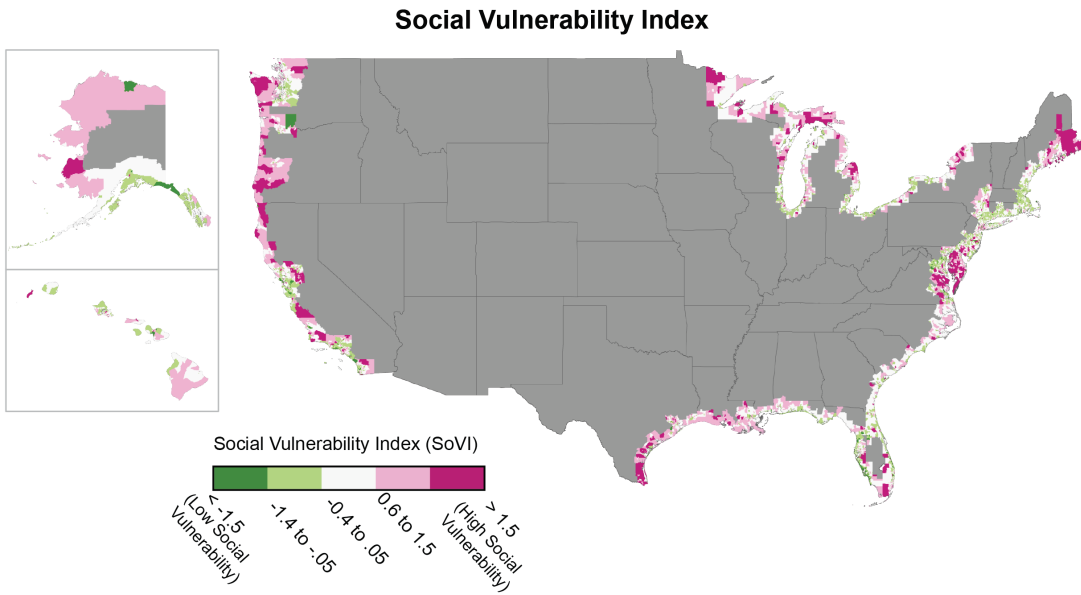 Social Vulnerability Index
Social Vulnerability Index (SoVI)
< -1.5
(Low Social
Vulnerability)
-1.4 to -.05
-0.4 to .05
0.6 to 1.5
> 1.5
(High Social
Vulnerability)